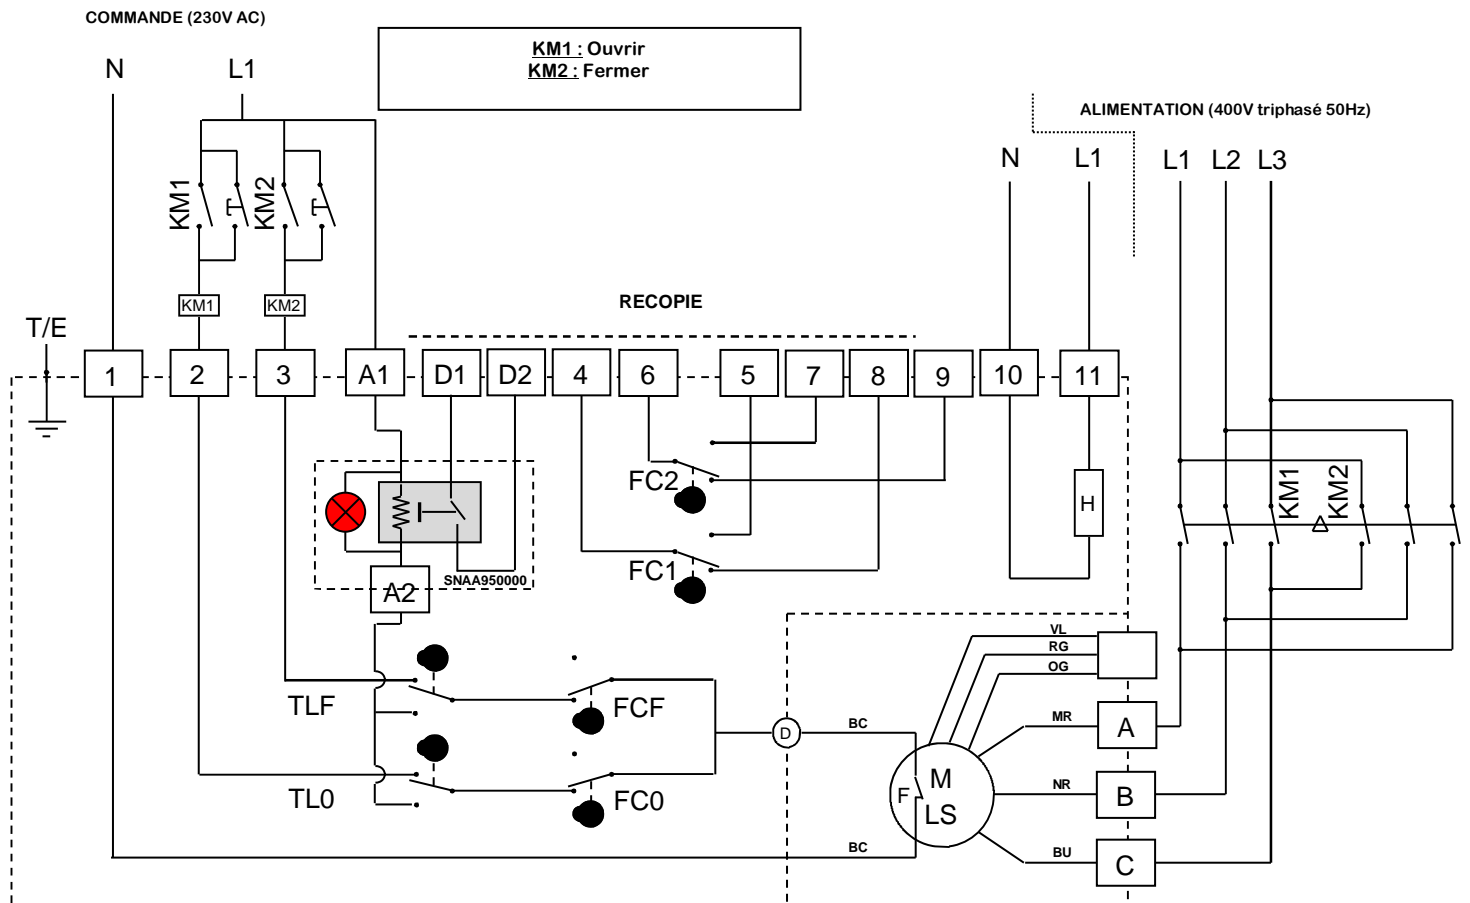 COMMANDE (230V AC)
KM1 : Ouvrir
KM2 : Fermer
ALIMENTATION (400V triphasé 50Hz)
N
L1
N
L1
L1
L2
L3
KM1
KM2
KM1
KM2
RECOPIE
T/E
1
2
3
A1
D1
D2
4
6
5
7
8
9
10
11
FC2
H
KM1
KM2
FC1
SNAA950000
A2
VL
RG
OG
TLF
FCF
D
BC
MR
A
TL0
FC0
M
F
LS
NR
B
BC
BU
C